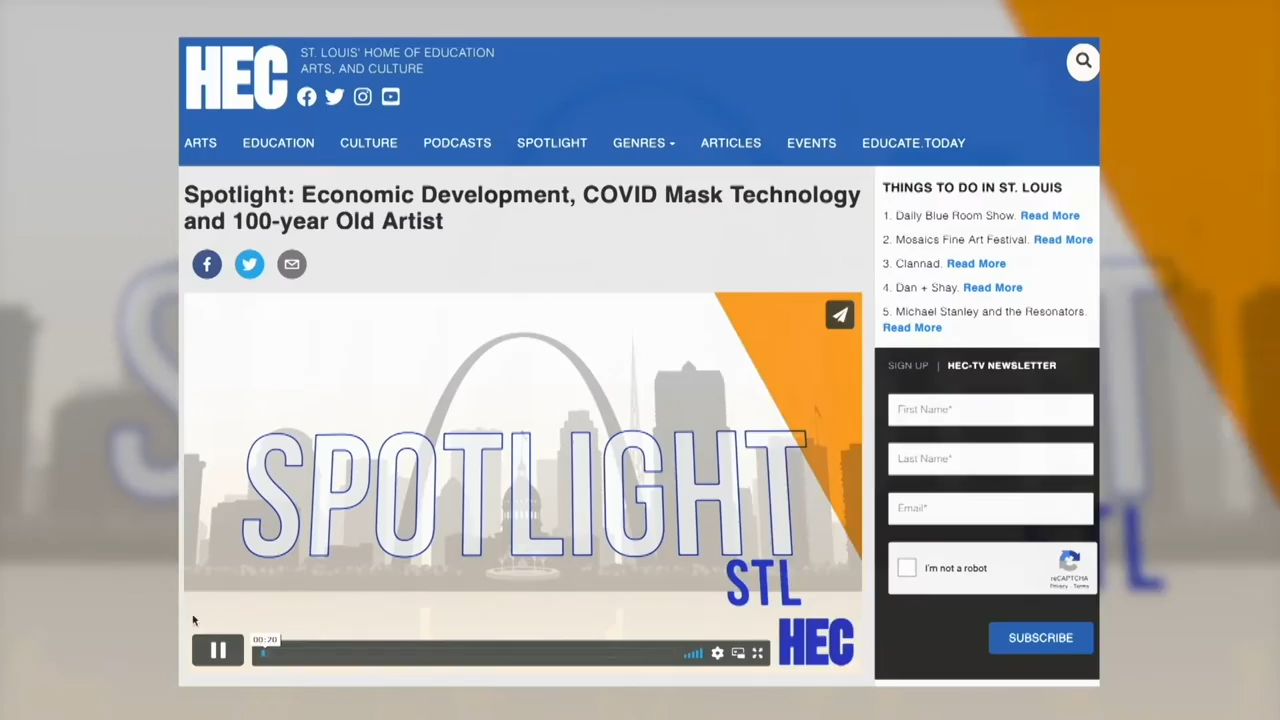 HEC
ST. LOUIS' HOME OF EDUCATION
ARTS, AND CULTURE
ARTS EDUCATION CULTURE PODCASTS SPOTLIGHT GENRES ARTICLES EVENTS EDUCATE.TODAY
Spotlight: Economic Development, COVID Mask Technology
and 100-year Old Artist
SPOTLIGHT
STL
HEC
00:20
THINGS TO DO IN ST. LOUIS
1. Daily Blue Room Show. Read More
2. Mosaics Fine Art Festival. Read More
3. Clannad. Read More
4. Dan + Shay. Read More
5. Michael Stanley and the Resonators.
Read More
SIGN UP | HEC-TV NEWSLETTER
First Name*
Last Name*
Email*
I'm not a robot
reCAPTCHA
Privacy - Terms
SUBSCRIBE